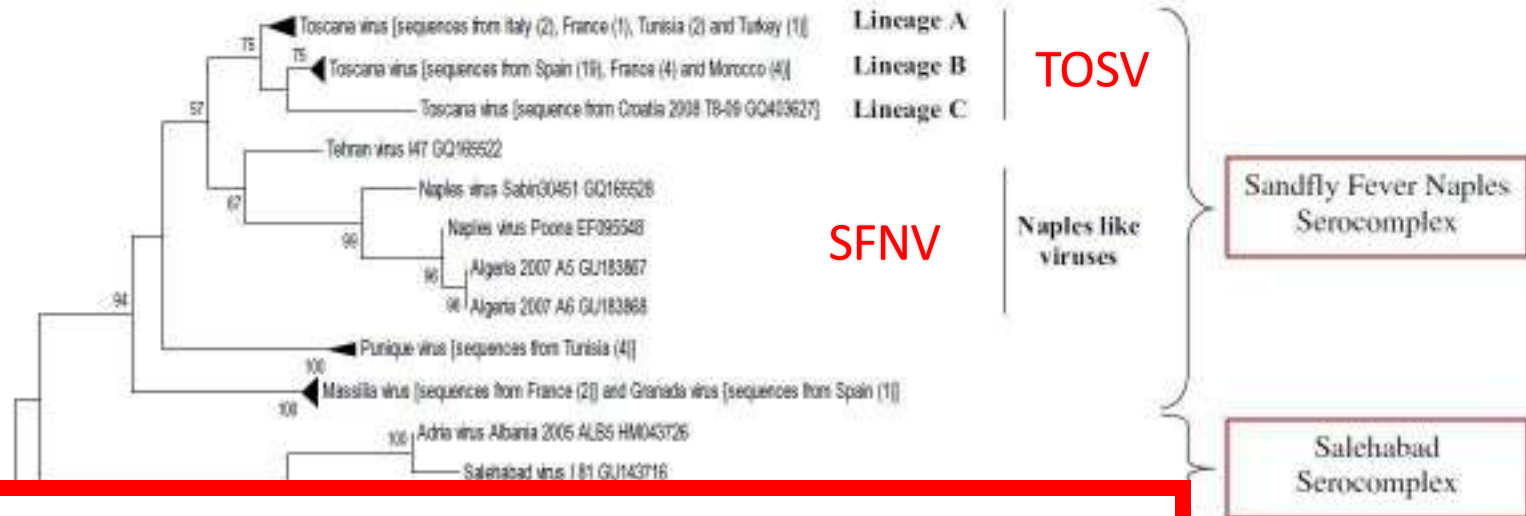 Toscana virus [sequences from Italy (2), France (1), Tunisia (2) and Turkey (1)]
Lineage A
75
75
Toscana virus [sequences from Spain (19), France (4) and Morocco (4)]
Lineage B
TOSV
Toscana virus [sequence from Croatia 2008 T8-09 GQ403627]
Lineage C
57
Tehran virus I47 GQ165522
Naples virus Sabin30451 GQ165528
67
Naples virus Poona EF095548
99
SFNV
Naples like
viruses
Sandfly Fever Naples
Serocomplex
Algeria 2007 A5 GU183867
96
Algeria 2007 A6 GU183868
98
94
Punique virus [sequences from Tunisia (4)]
100
Massilia virus [sequences from France (2)] and Granada virus [sequences from Spain (1)]
100
Adria virus Albania 2005 ALB5 HM043726
100
Salehabad virus I 81 GU143716
Salehabad
Serocomplex